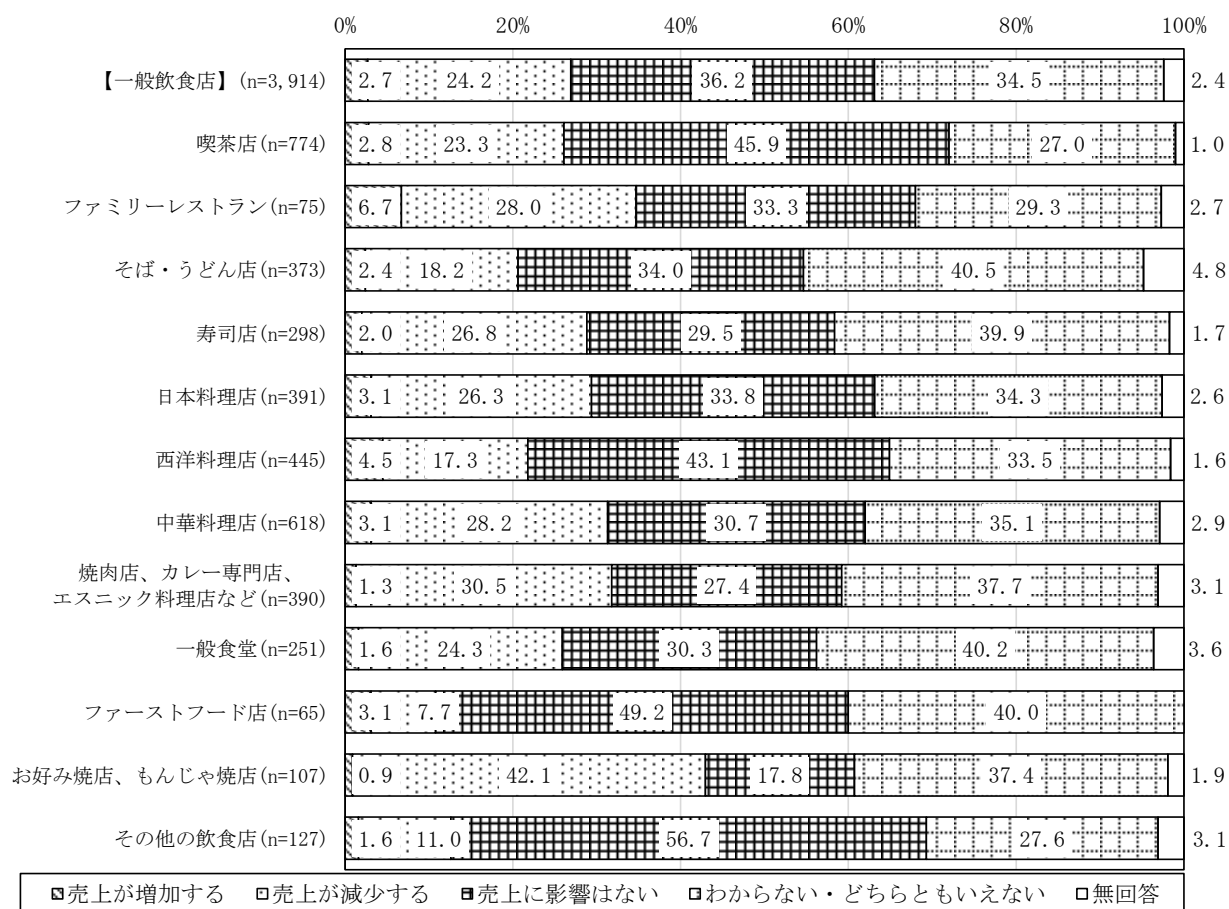 0% 20% 40% 60% 80% 100%
【一般飲食店】(n=3,914) 2.7 24.2 36.2 34.5 2.4
喫茶店(n=774) 2.8 23.3 45.9 27.0 1.0
ファミリーレストラン(n=75) 6.7 28.0 33.3 29.3 2.7
そば・うどん店(n=373) 2.4 18.2 34.0 40.5 4.8
寿司店(n=298) 2.0 26.8 29.5 39.9 1.7
日本料理店(n=391) 3.1 26.3 33.8 34.3 2.6
西洋料理店(n=445) 4.5 17.3 43.1 33.5 1.6
中華料理店(n=618) 3.1 28.2 30.7 35.1 2.9
焼肉店、カレー専門店、
エスニック料理店など(n=390) 1.3 30.5 27.4 37.7 3.1
一般食堂(n=251) 1.6 24.3 30.3 40.2 3.6
ファーストフード店(n=65) 3.1 7.7 49.2 40.0
お好み焼店、もんじゃ焼店(n=107) 0.9 42.1 17.8 37.4 1.9
その他の飲食店(n=127) 1.6 11.0 56.7 27.6 3.1
売上が増加する 売上が減少する 売上に影響はない わからない・どちらともいえない 無回答